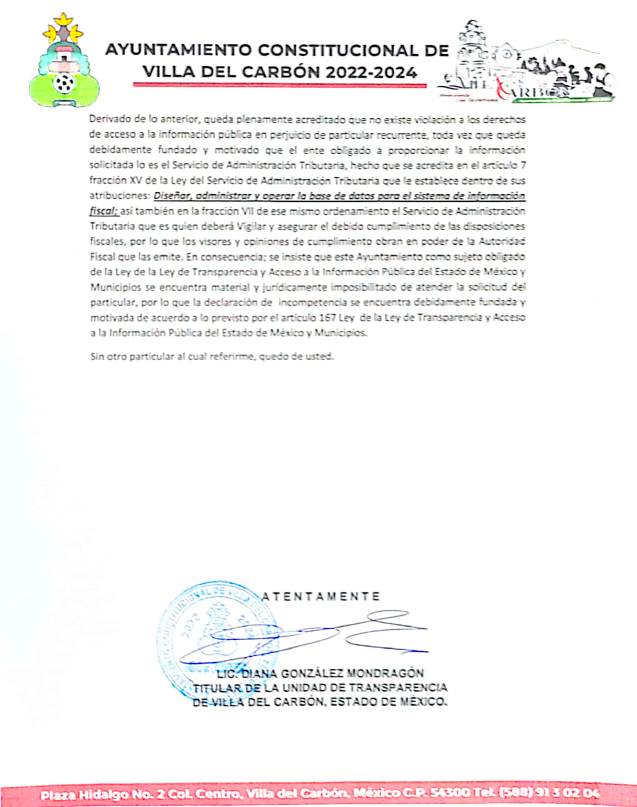 AYUNTAMIENTO CONSTITUCIONAL DE
VILLA DEL CARBÓN 2022-2024
Derivado de lo anterior, queda plenamente acreditado que no existe violación a los derechos
de acceso a la información pública en perjuicio de particular recurrente, toda vez que queda
debidamente fundado y motivado que el ente obligado a proporcionar la información
solicitada lo es el Servicio de Administración Tributaria, hecho que se acredita en el artículo 7
fracción XV de la Ley del Servicio de Administración Tributaria que le establece dentro de sus
atribuciones: Diseñar, administrar y operar la base de datos para el sistema de información
fiscal; así también en la fracción VII de ese mismo ordenamiento el Servicio de Administración
Tributaria que es quien deberá Vigilar y asegurar el debido cumplimiento de las disposiciones
fiscales, por lo que los visores y opiniones de cumplimiento obran en poder de la Autoridad
Fiscal que las emite. En consecuencia; se insiste que este Ayuntamiento como sujeto obligado
de la Ley de la Ley de Transparencia y Acceso a la Información Pública del Estado de México y
Municipios se encuentra material y jurídicamente imposibilitado de atender la solicitud del
particular, por lo que la declaración de incompetencia se encuentra debidamente fundada y
motivada de acuerdo a lo previsto por el artículo 167 Ley de la Ley de Transparencia y Acceso
a la Información Pública del Estado de México y Municipios.
Sin otro particular al cual referirme, quedo de usted.
ATENTAMENTE
LIC. DIANA GONZÁLEZ MONDRAGÓN
TITULAR DE LA UNIDAD DE TRANSPARENCIA
DE VILLA DEL CARBÓN, ESTADO DE MÉXICO.
Plaza Hidalgo No. 2 Col. Centro, Villa del Carbón, México C.P. 54300 Tel. (588) 91 3 02 04